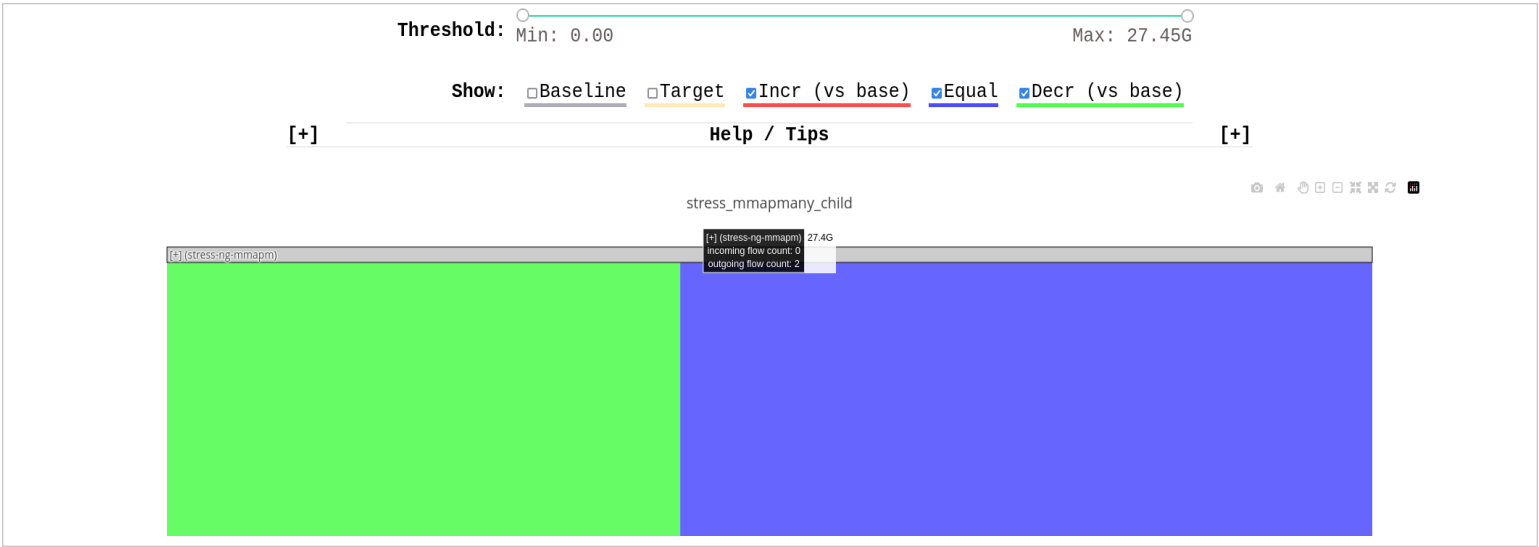 Threshold:
Min: 0.00 Max: 27.45G
Show: Baseline Target Incr (vs base) Equal Decr (vs base)
[+] Help / Tips [+]
stress_mmapmany_child
[+] (stress-ng-mmapm) 27.4G
incoming flow count: 0
outgoing flow count: 2
[+] (stress-ng-mmapm)